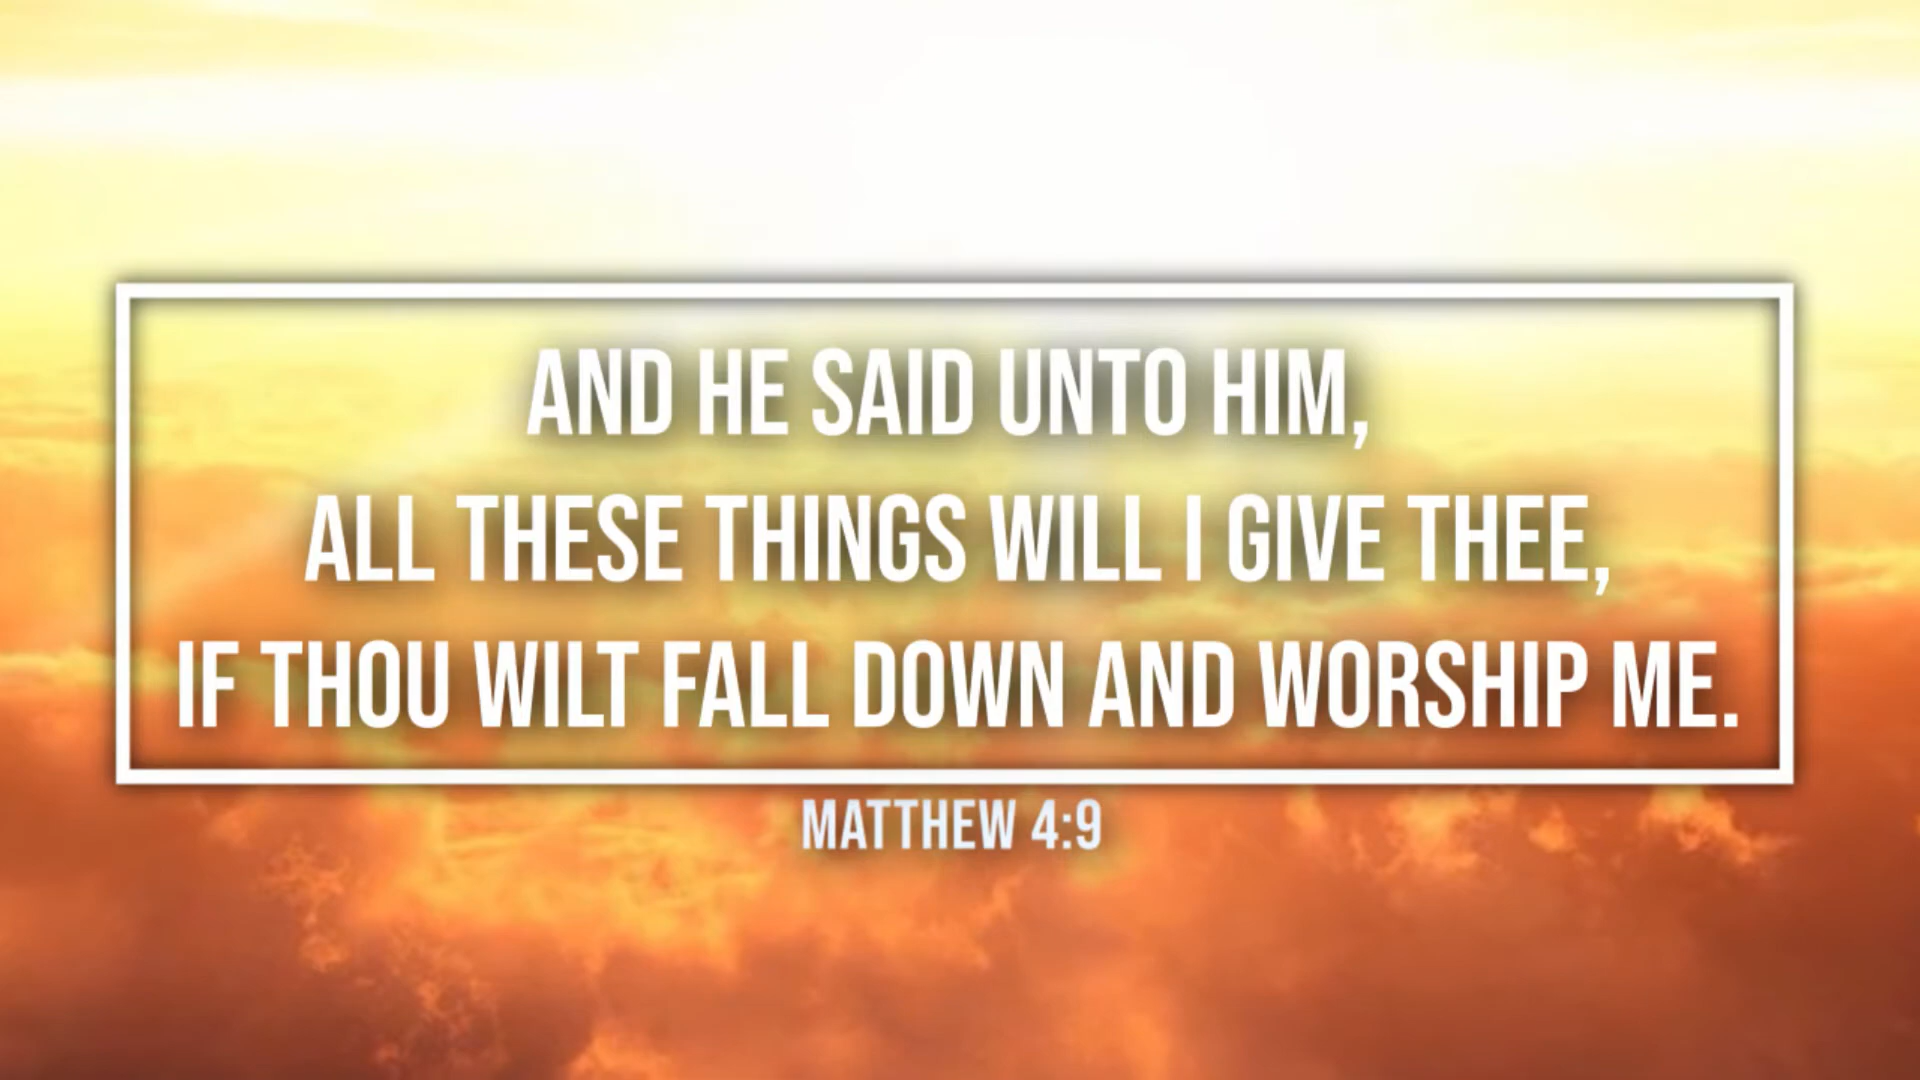 AND HE SAID UNTO HIM,
ALL THESE THINGS WILL I GIVE THEE,
IF THOU WILT FALL DOWN AND WORSHIP ME.
MATTHEW 4:9